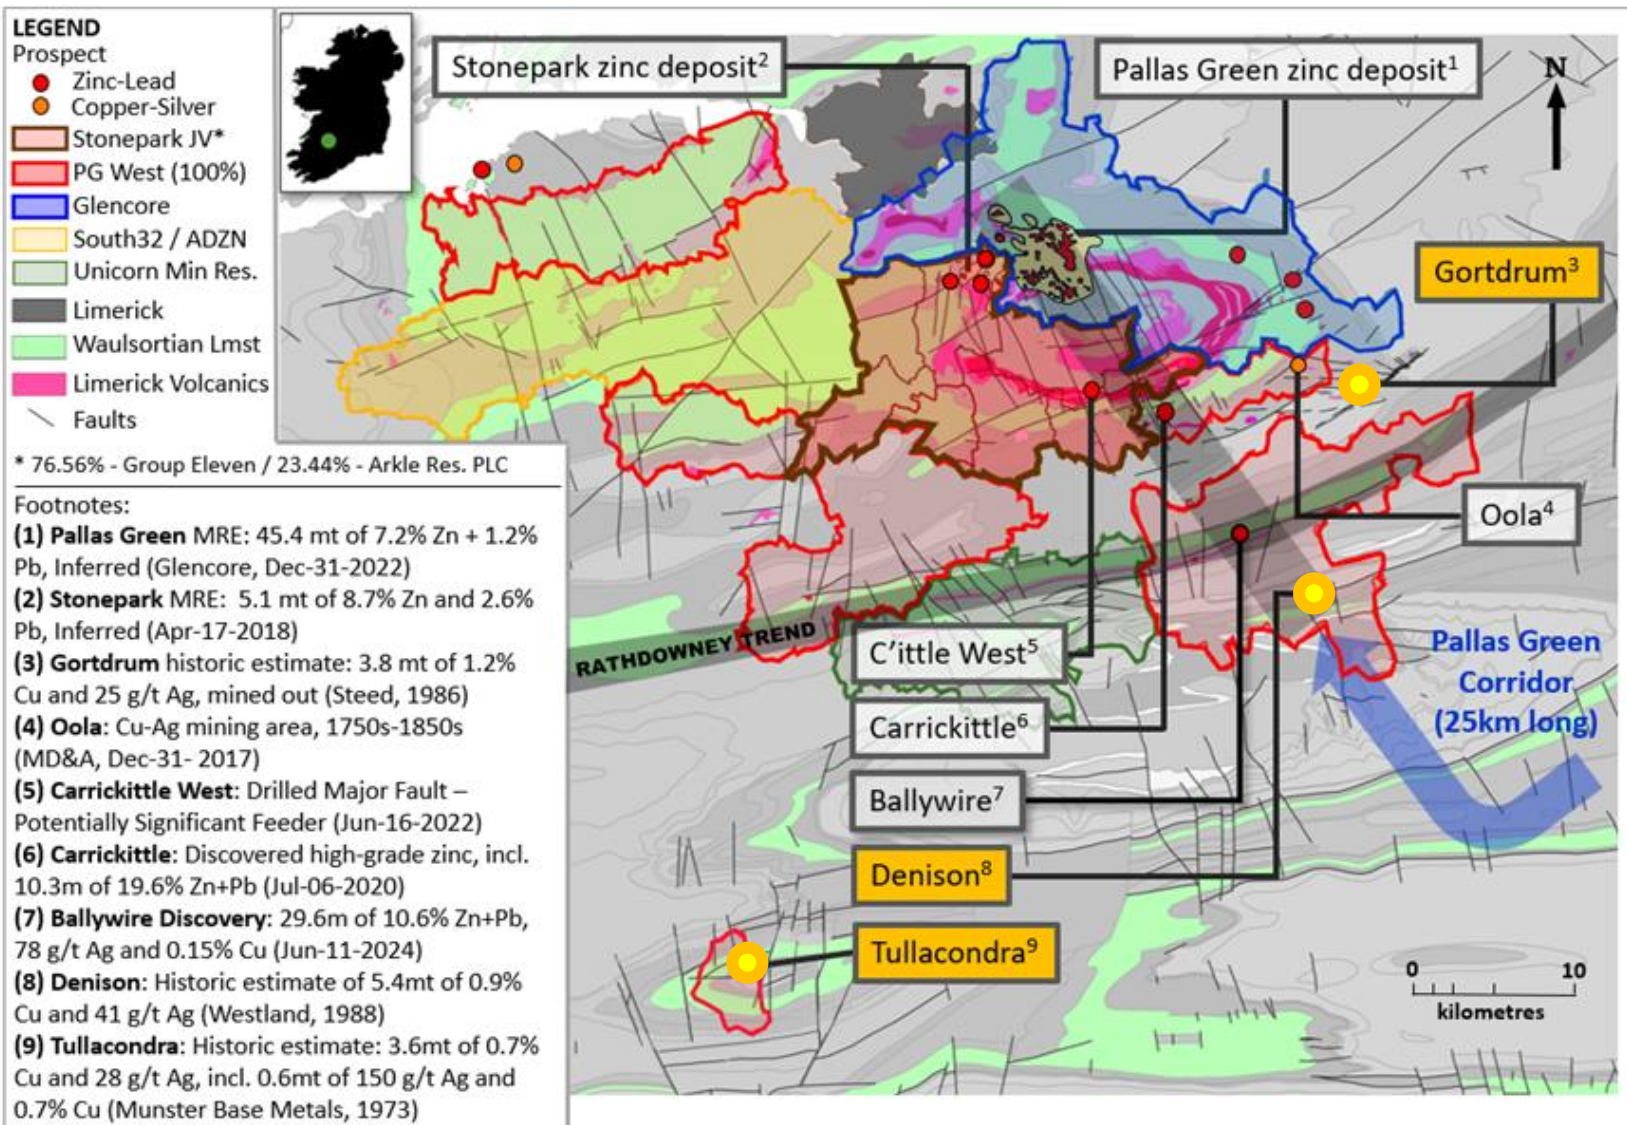 LEGEND
Prospect
Zinc-Lead
Copper-Silver
Stonepark JV*
PG West (100%)
Glencore
South32 / ADZN
Unicorn Min Res.
Limerick
Waulsortian Lmst
Limerick Volcanics
Faults
* 76.56% - Group Eleven / 23.44% - Arkle Res. PLC
Footnotes:
(1) Pallas Green MRE: 45.4 mt of 7.2% Zn + 1.2%
Pb, Inferred (Glencore, Dec-31-2022)
(2) Stonepark MRE: 5.1 mt of 8.7% Zn and 2.6%
Pb, Inferred (Apr-17-2018)
(3) Gortdrum historic estimate: 3.8 mt of 1.2%
Cu and 25 g/t Ag, mined out (Steed, 1986)
(4) Oola: Cu-Ag mining area, 1750s-1850s
(MD&A, Dec-31- 2017)
(5) Carrickittle West: Drilled Major Fault –
Potentially Significant Feeder (Jun-16-2022)
(6) Carrickittle: Discovered high-grade zinc, incl.
10.3m of 19.6% Zn+Pb (Jul-06-2020)
(7) Ballywire Discovery: 29.6m of 10.6% Zn+Pb,
78 g/t Ag and 0.15% Cu (Jun-11-2024)
(8) Denison: Historic estimate of 5.4mt of 0.9%
Cu and 41 g/t Ag (Westland, 1988)
(9) Tullacondra: Historic estimate: 3.6mt of 0.7%
Cu and 28 g/t Ag, incl. 0.6mt of 150 g/t Ag and
0.7% Cu (Munster Base Metals, 1973)
Stonepark zinc deposit²
Pallas Green zinc deposit¹
N
Gortdrum³
Oola⁴
RATHDOWNEY TREND
C'ittle West⁵
Carrickittle⁶
Ballywire⁷
Denison⁸
Tullacondra⁹
Pallas Green
Corridor
(25km long)
0 10
kilometres